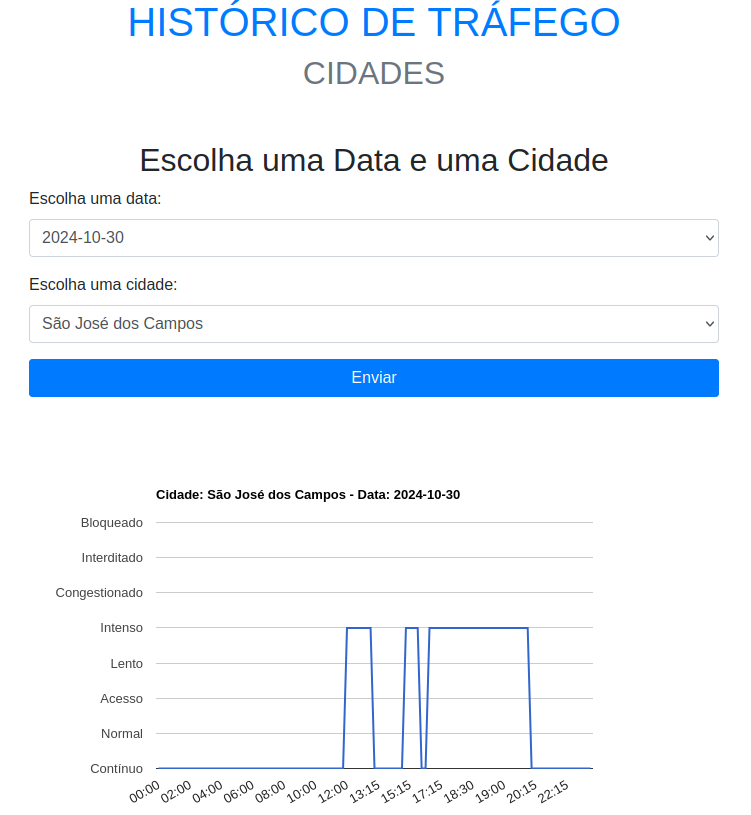 HISTÓRICO DE TRÁFEGO
CIDADES
Escolha uma Data e uma Cidade
Escolha uma data:
2024-10-30
Escolha uma cidade:
São José dos Campos
Enviar
Cidade: São José dos Campos - Data: 2024-10-30
Bloqueado
Interditado
Congestionado
Intenso
Lento
Acesso
Normal
Contínuo
00:00 02:00 04:00 06:00 08:00 10:00 12:00 13:15 15:15 17:15 18:30 19:00 20:15 22:15